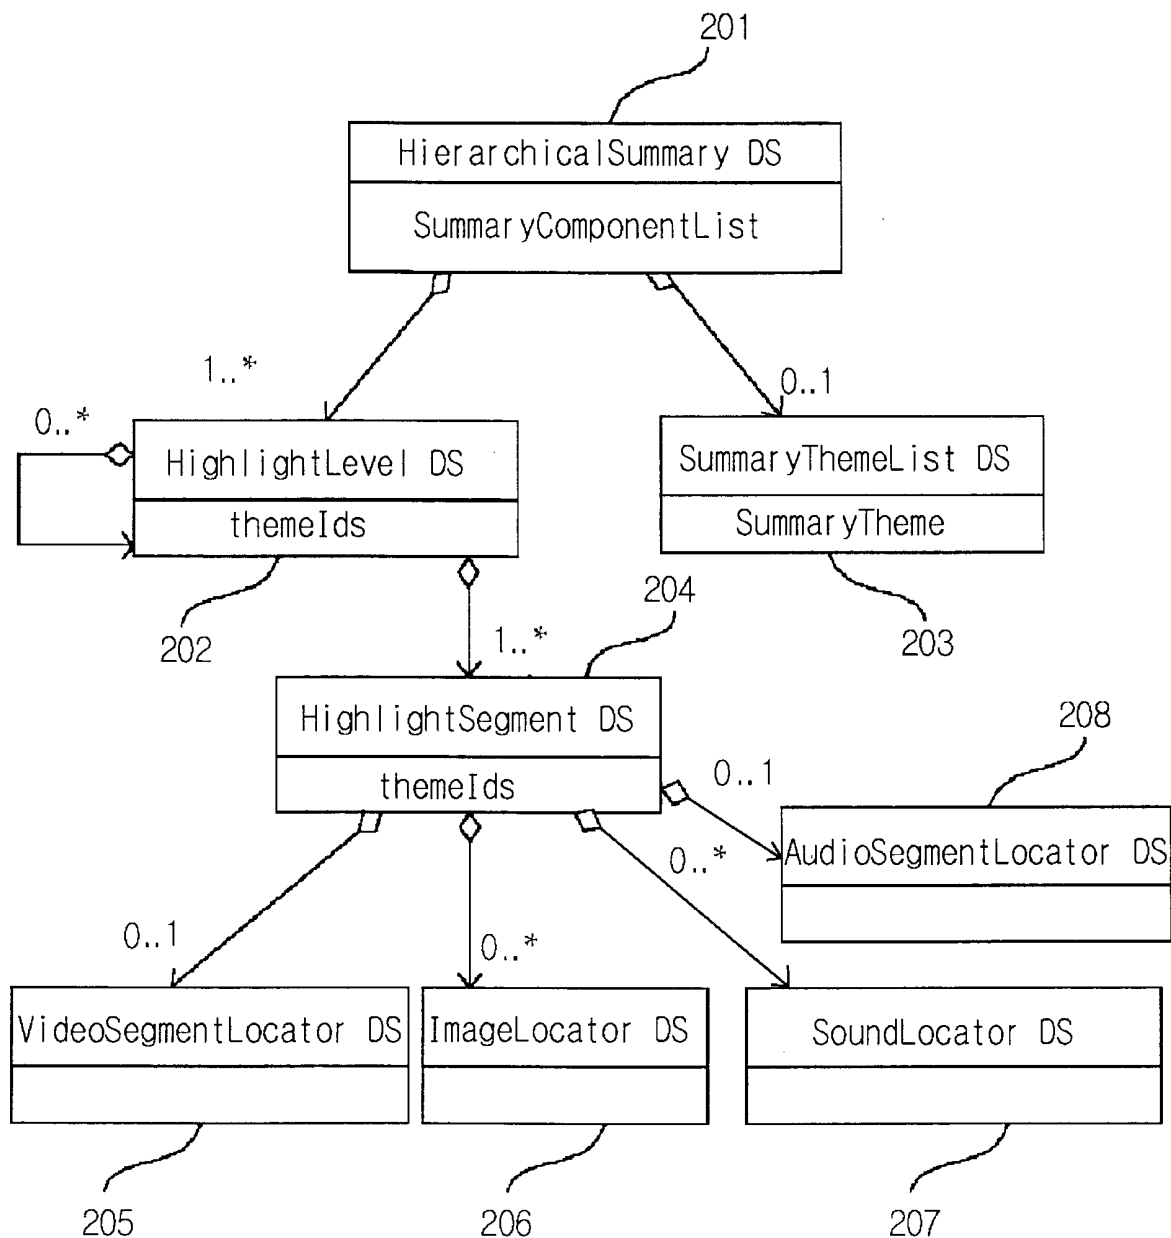 201
HierarchicalSummary DS
SummaryComponentList
1..*
0..1
0..*
HighlightLevel DS
themeIds
SummaryThemeList DS
SummaryTheme
202
204
203
1..*
HighlightSegment DS
themeIds
208
0..1
0..*
AudioSegmentLocator DS
0..1
0..*
VideoSegmentLocator DS
ImageLocator DS
SoundLocator DS
205
206
207